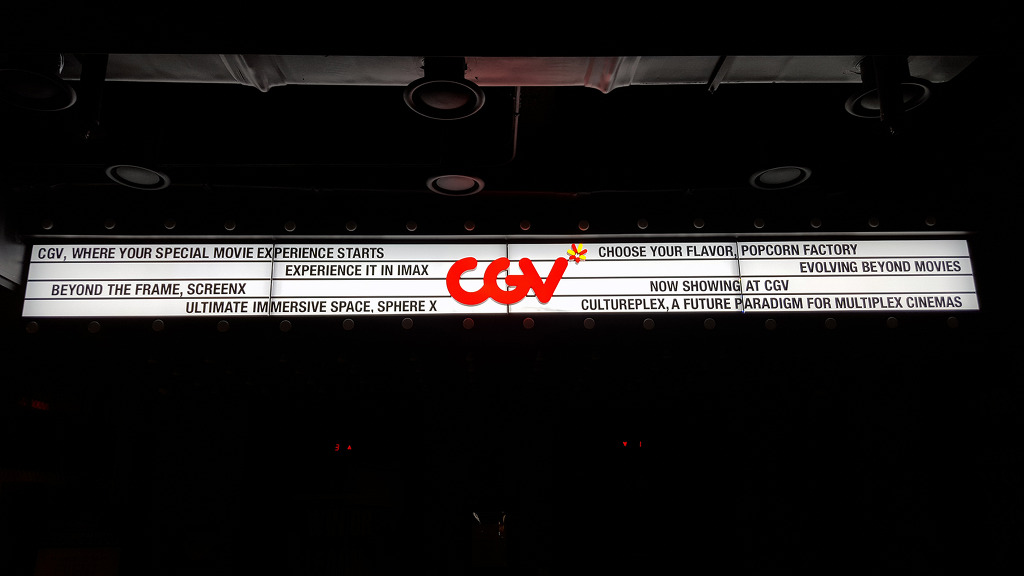 CGV, WHERE YOUR SPECIAL MOVIE EXPERIENCE STARTS
EXPERIENCE IT IN IMAX
BEYOND THE FRAME, SCREENX
ULTIMATE IMMERSIVE SPACE, SPHERE X
CGV
CHOOSE YOUR FLAVOR, POPCORN FACTORY
EVOLVING BEYOND MOVIES
NOW SHOWING AT CGV
CULTUREPLEX, A FUTURE PARADIGM FOR MULTIPLEX CINEMAS
3 ▲
▼ 1